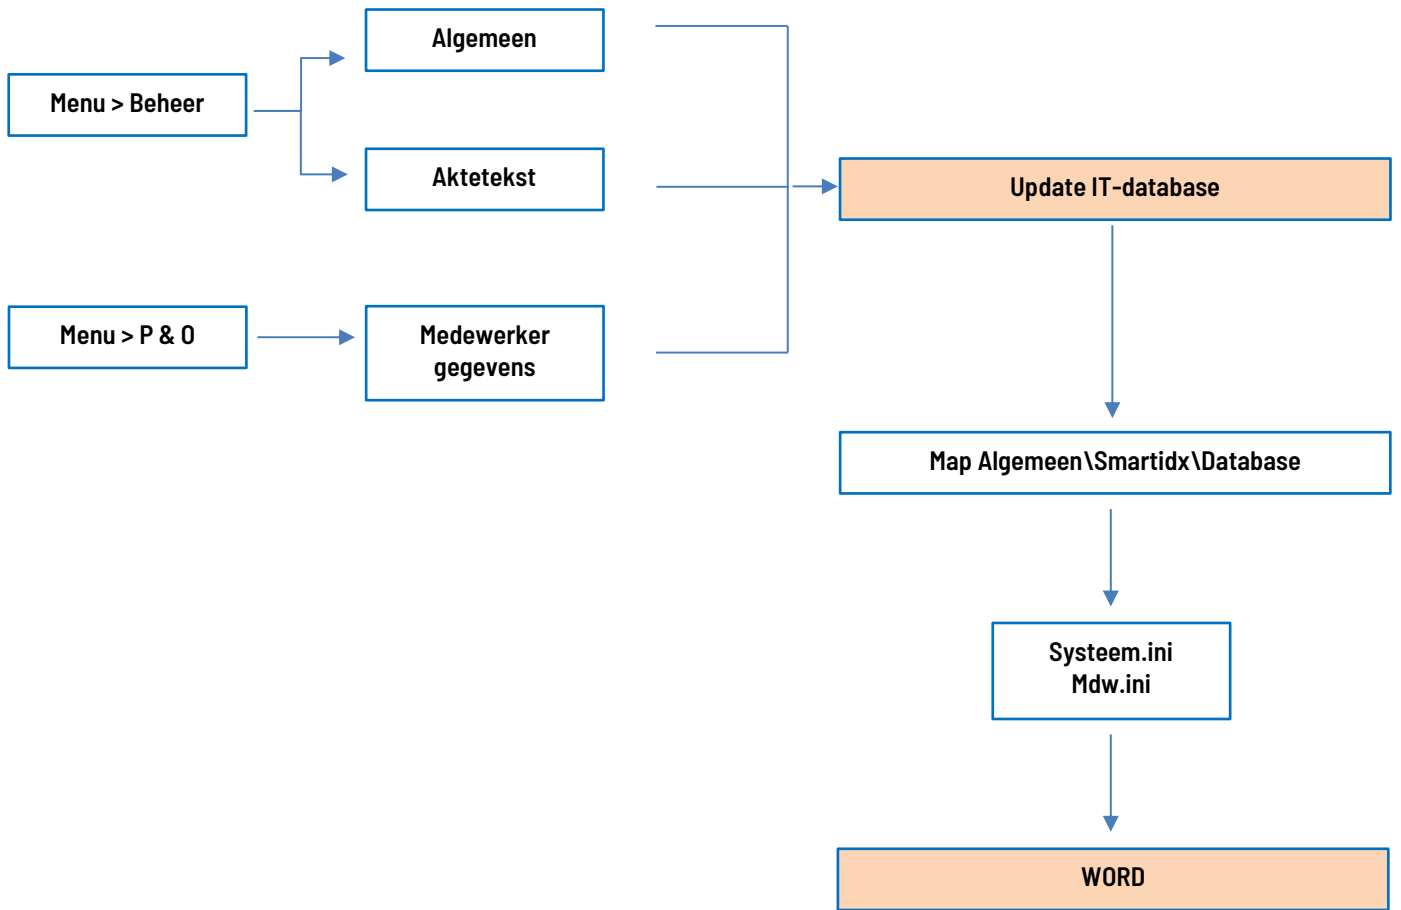 Algemeen
Menu > Beheer
Aktetekst
Update IT-database
Menu > P & O
Medewerker
gegevens
Map Algemeen\Smartidx\Database
Systeem.ini
Mdw.ini
WORD